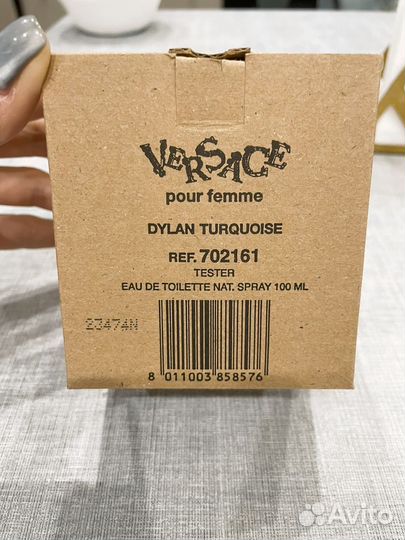 VERSACE
pour femme
DYLAN TURQUOISE
REF. 702161
TESTER
EAU DE TOILETTE NAT. SPRAY 100 ML
23474N
8 011003 858576
Avito